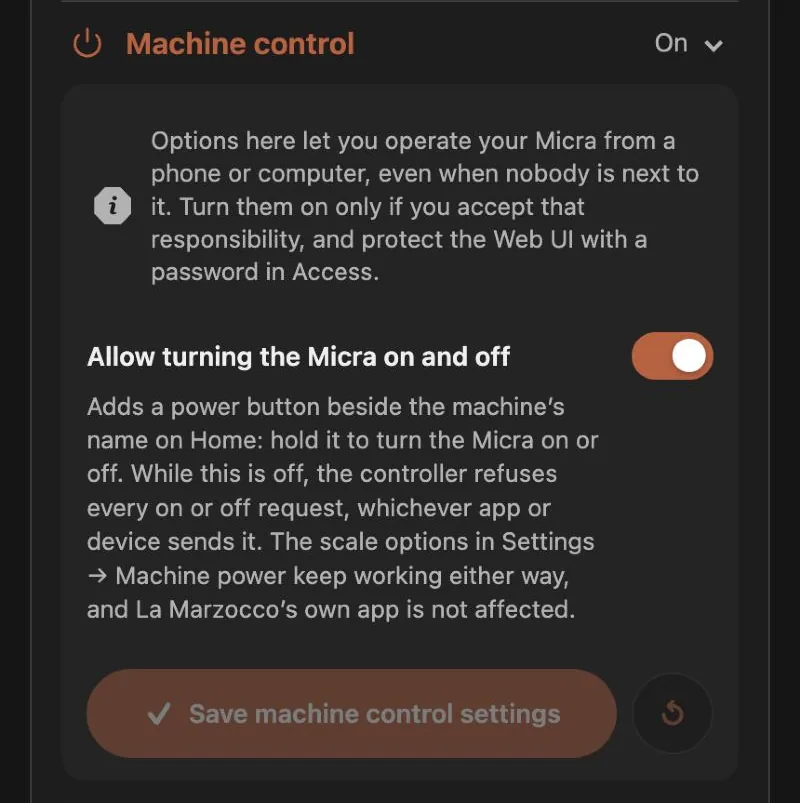 Machine control
On
Options here let you operate your Micra from a
phone or computer, even when nobody is next to
it. Turn them on only if you accept that
responsibility, and protect the Web UI with a
password in Access.
Allow turning the Micra on and off
Adds a power button beside the machine’s
name on Home: hold it to turn the Micra on or
off. While this is off, the controller refuses
every on or off request, whichever app or
device sends it. The scale options in Settings
→ Machine power keep working either way,
and La Marzocco’s own app is not affected.
Save machine control settings